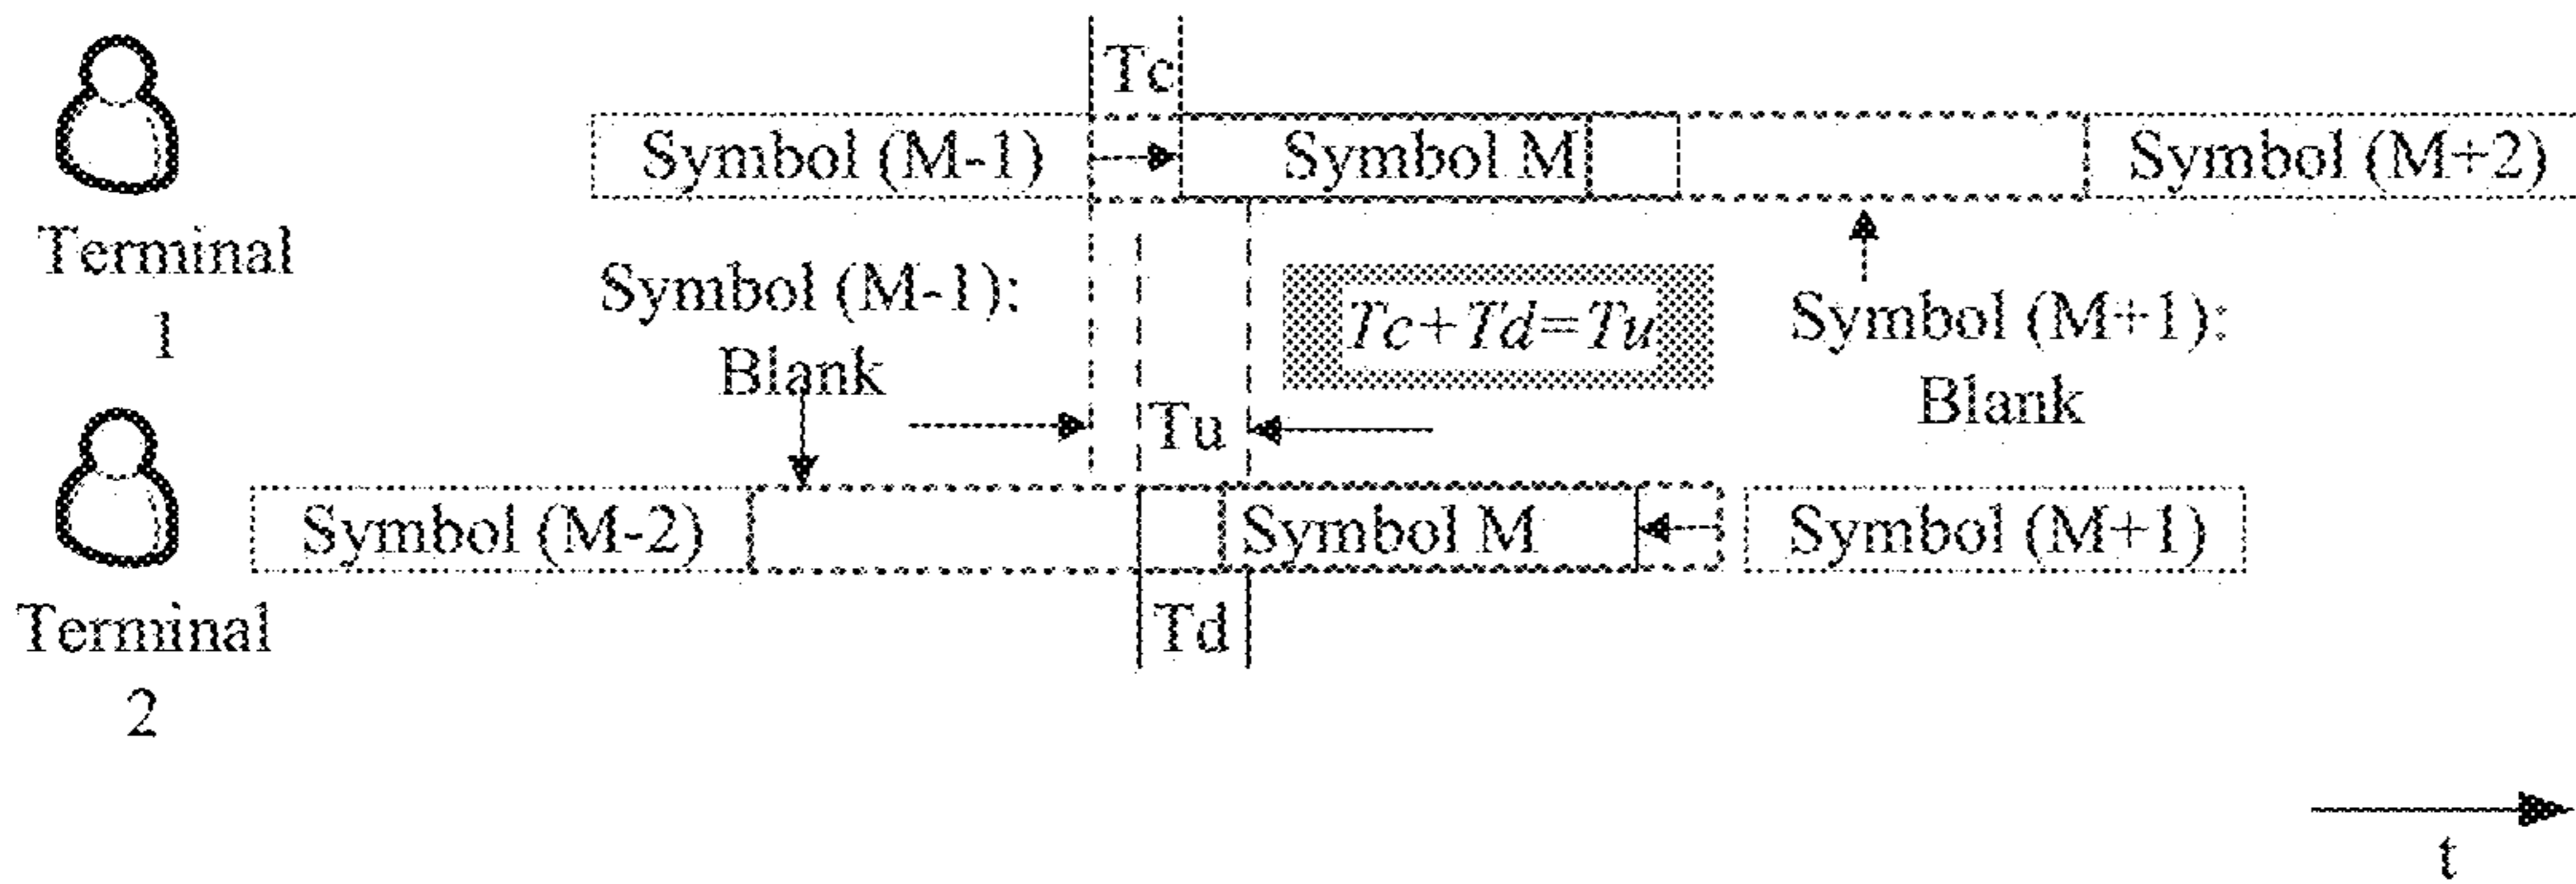 Tc
Symbol (M-1)
Symbol M
Symbol (M+2)
Terminal
1
Symbol (M-1):
Blank
Tc+Td=Tu
Symbol (M+1):
Blank
Tu
Symbol (M-2)
Symbol M
Symbol (M+1)
Terminal
2
Td
t